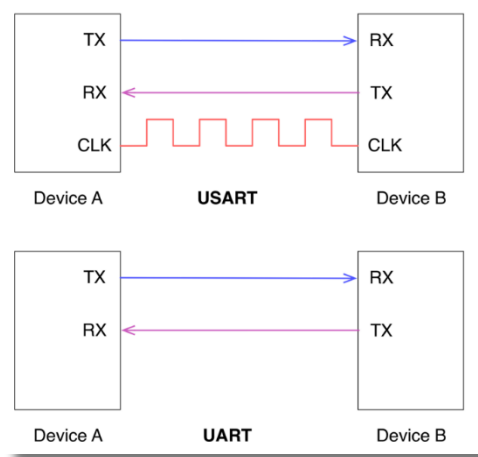 TX RX
RX TX
CLK CLK
Device A USART Device B
TX RX
RX TX
Device A UART Device B